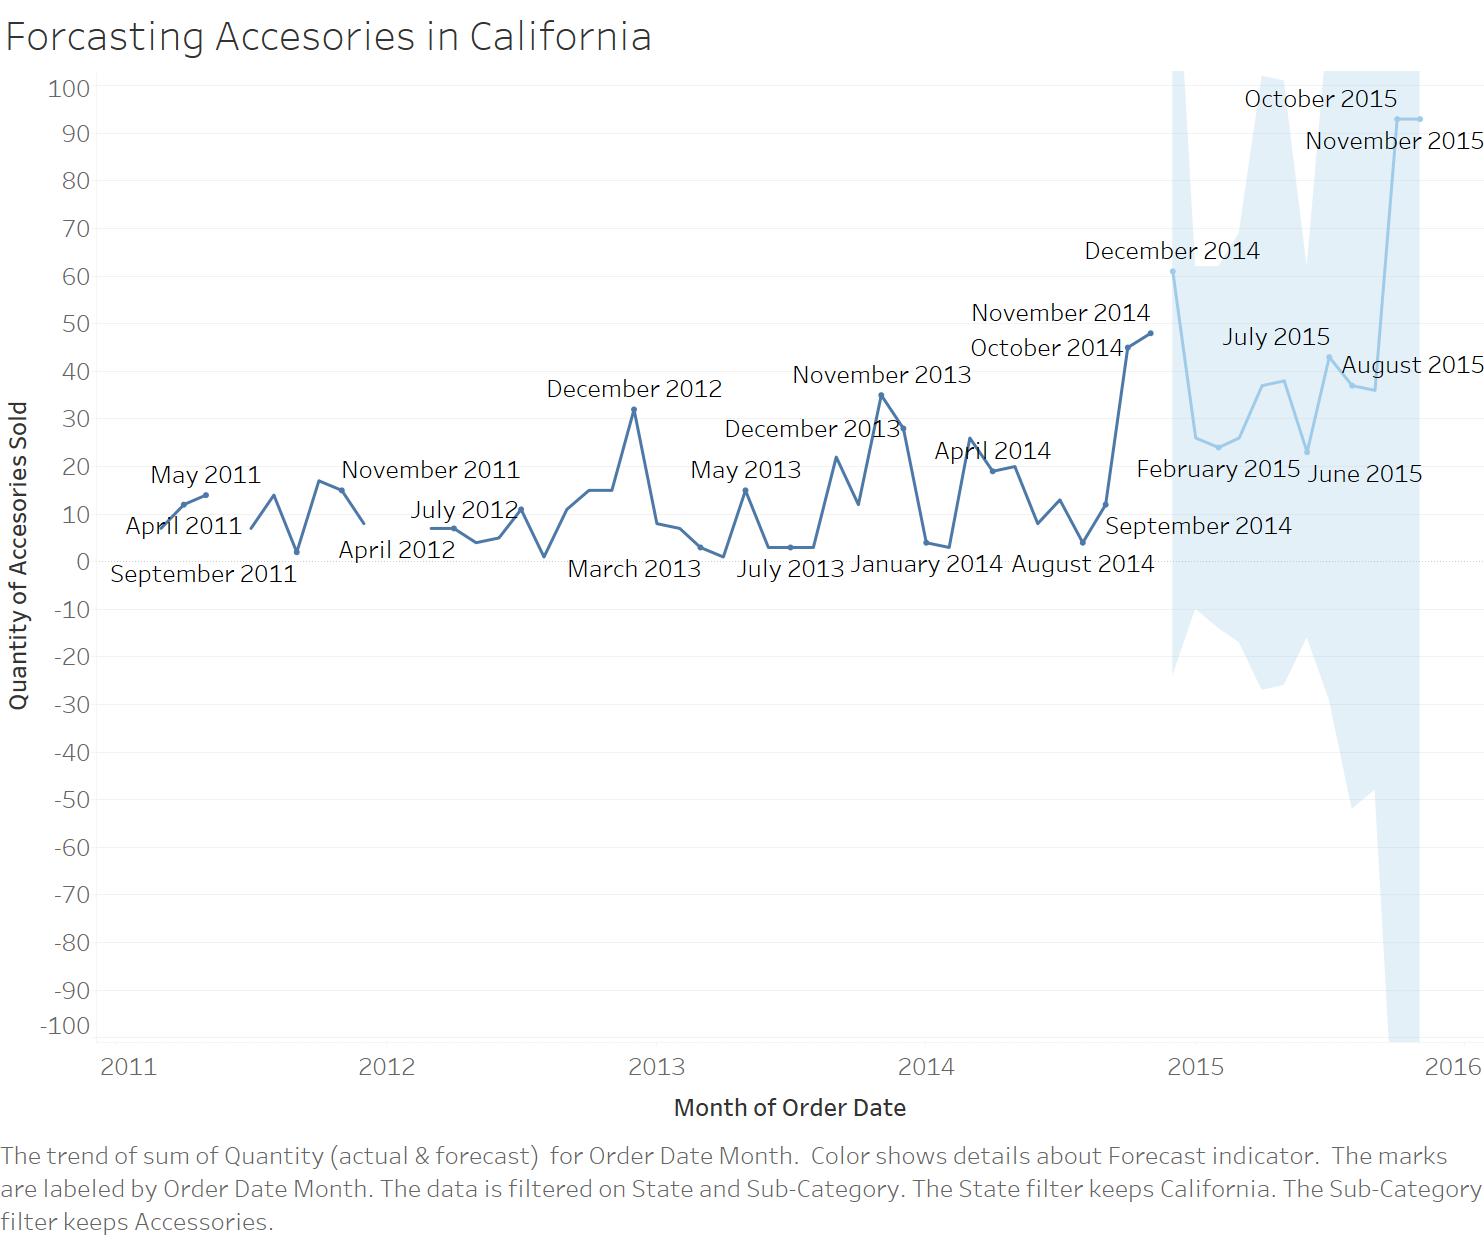 Forcasting Accesories in California
100
90
80
70
60
50
40
30
20
10
0
-10
-20
-30
-40
-50
-60
-70
-80
-90
-100
Quantity of Accesories Sold
October 2015
November 2015
December 2014
November 2014
October 2014
July 2015
August 2015
December 2012
November 2013
December 2013
April 2014
May 2011
November 2011
May 2013
February 2015
June 2015
July 2012
April 2011
September 2014
April 2012
September 2011
March 2013
July 2013
January 2014
August 2014
2011
2012
2013
2014
2015
2016
Month of Order Date
The trend of sum of Quantity (actual & forecast)  for Order Date Month.  Color shows details about Forecast indicator.  The marks
are labeled by Order Date Month. The data is filtered on State and Sub-Category. The State filter keeps California. The Sub-Category
filter keeps Accessories.